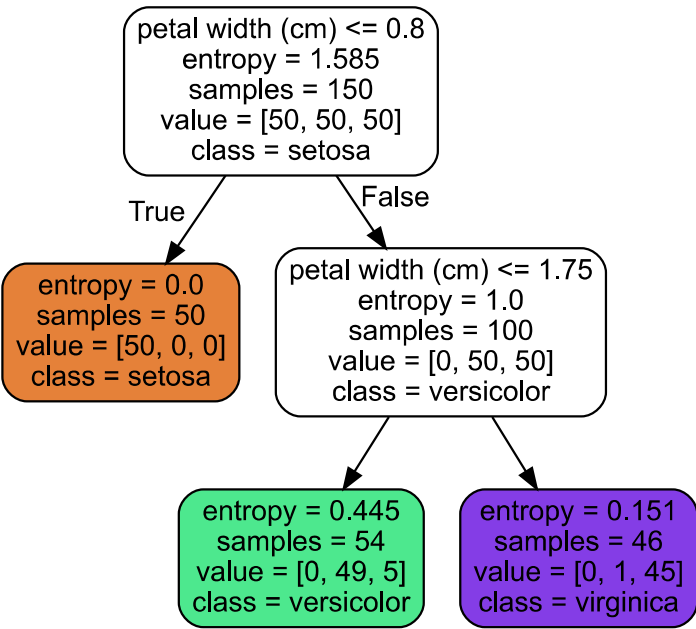 petal width (cm) <= 0.8
entropy = 1.585
samples = 150
value = [50, 50, 50]
class = setosa
True
False
entropy = 0.0
samples = 50
value = [50, 0, 0]
class = setosa
petal width (cm) <= 1.75
entropy = 1.0
samples = 100
value = [0, 50, 50]
class = versicolor
entropy = 0.445
samples = 54
value = [0, 49, 5]
class = versicolor
entropy = 0.151
samples = 46
value = [0, 1, 45]
class = virginica